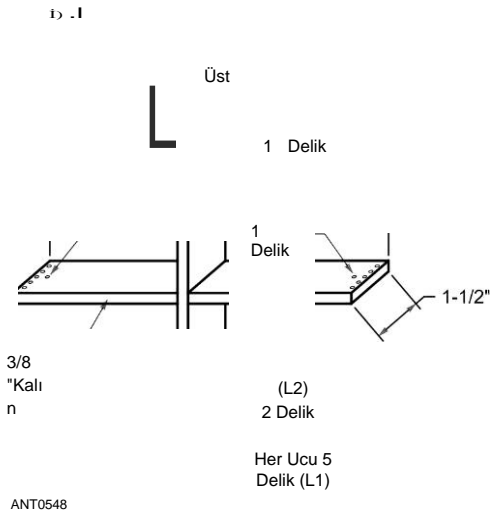 Üst
1 Delik
1
Delik
1-1/2"
3/8
"Kalı
n
(L2)
2 Delik
Her Ucu 5
Delik (L1)
ANT0548